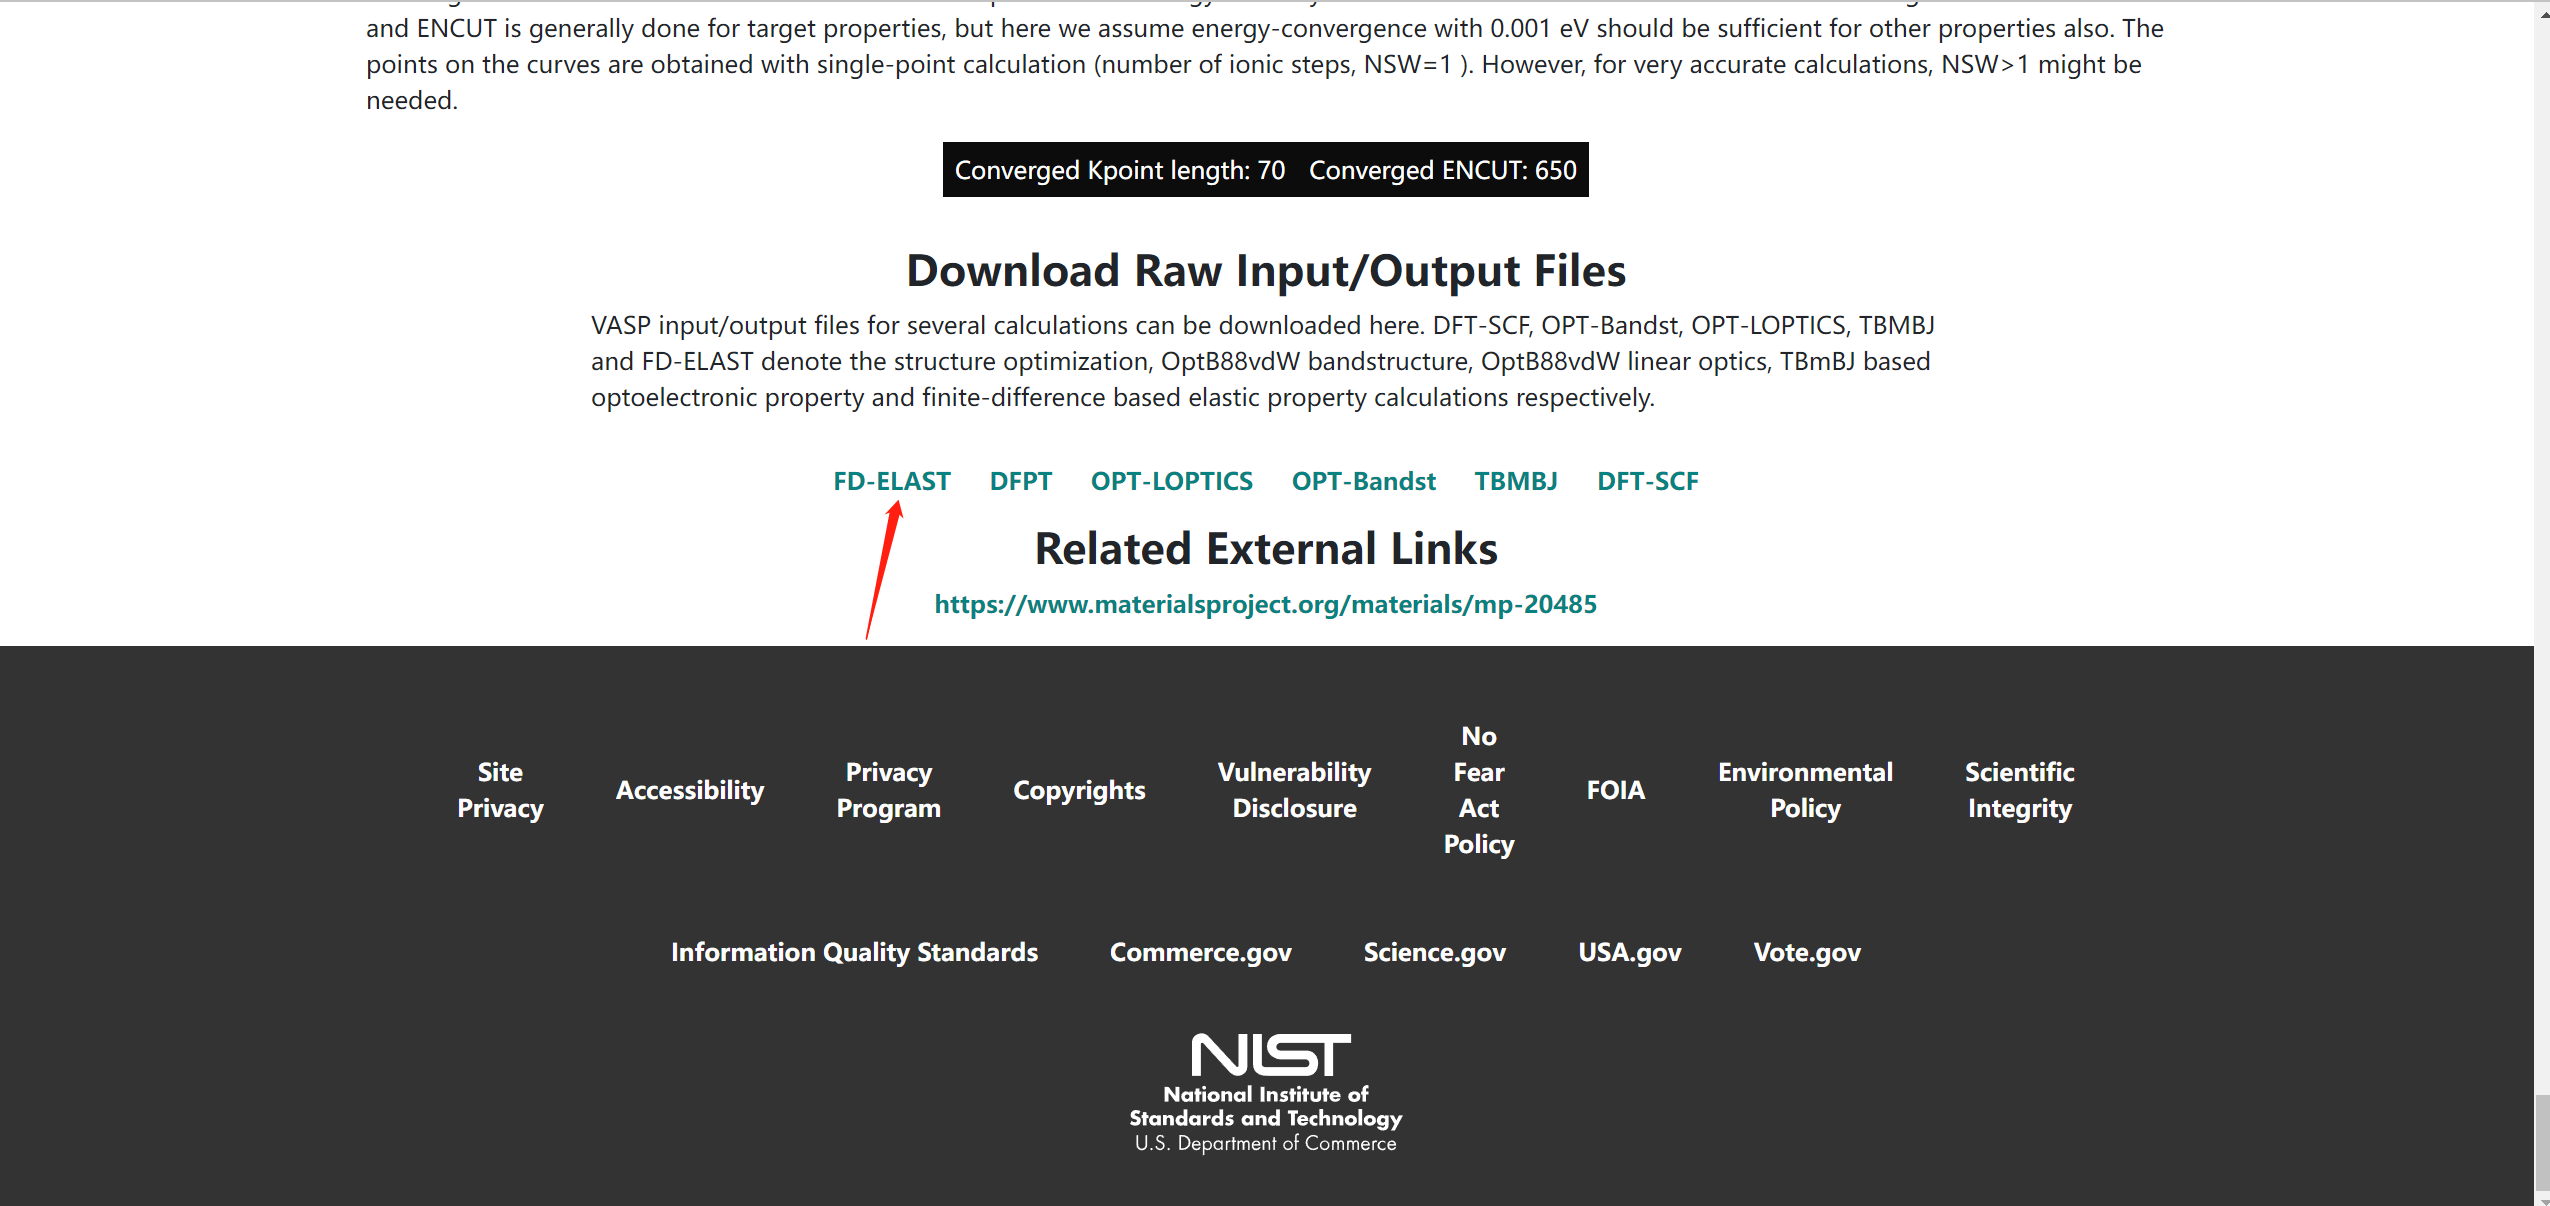 and ENCUT is generally done for target properties, but here we assume energy-convergence with 0.001 eV should be sufficient for other properties also. The
points on the curves are obtained with single-point calculation (number of ionic steps, NSW=1 ). However, for very accurate calculations, NSW>1 might be
needed.
Converged Kpoint length: 70 Converged ENCUT: 650
Download Raw Input/Output Files
VASP input/output files for several calculations can be downloaded here. DFT-SCF, OPT-Bandst, OPT-LOPTICS, TBMBJ
and FD-ELAST denote the structure optimization, OptB88vdW bandstructure, OptB88vdW linear optics, TBmBJ based
optoelectronic property and finite-difference based elastic property calculations respectively.
FD-ELAST DFPT OPT-LOPTICS OPT-Bandst TBMBJ DFT-SCF
Related External Links
https://www.materialsproject.org/materials/mp-20485
Site
Privacy
Accessibility
Privacy
Program
Copyrights
Vulnerability
Disclosure
No
Fear
Act
Policy
FOIA
Environmental
Policy
Scientific
Integrity
Information Quality Standards Commerce.gov Science.gov USA.gov Vote.gov
NIST
National Institute of
Standards and Technology
U.S. Department of Commerce